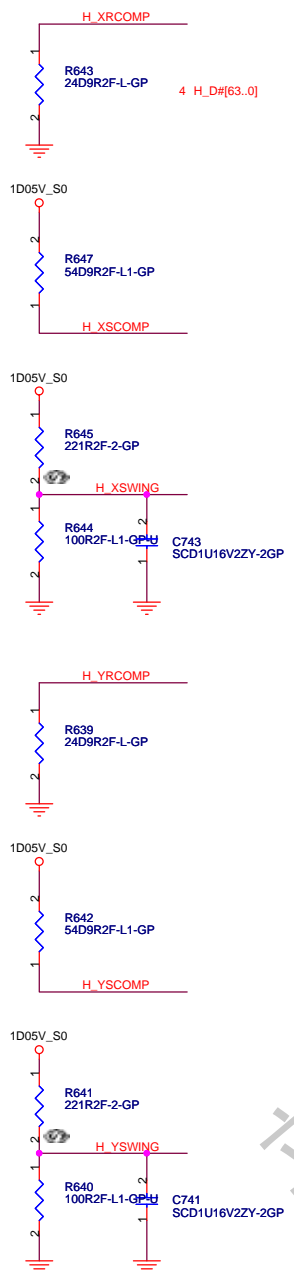 H_XRCOMP
1
R643
24D9R2F-L-GP
4 H_D#[63..0]
2
1D05V_S0
2
R647
54D9R2F-L1-GP
1
H_XSCOMP
1D05V_S0
1
R645
221R2F-2-GP
2
H_XSWING
1
R644
100R2F-L1-GP-U
2
2
C743
SCD1U16V2ZY-2GP
1
H_YRCOMP
1
R639
24D9R2F-L-GP
2
1D05V_S0
2
R642
54D9R2F-L1-GP
1
H_YSCOMP
1D05V_S0
1
R641
221R2F-2-GP
2
H_YSWING
1
R640
100R2F-L1-GP-U
2
2
C741
SCD1U16V2ZY-2GP
1